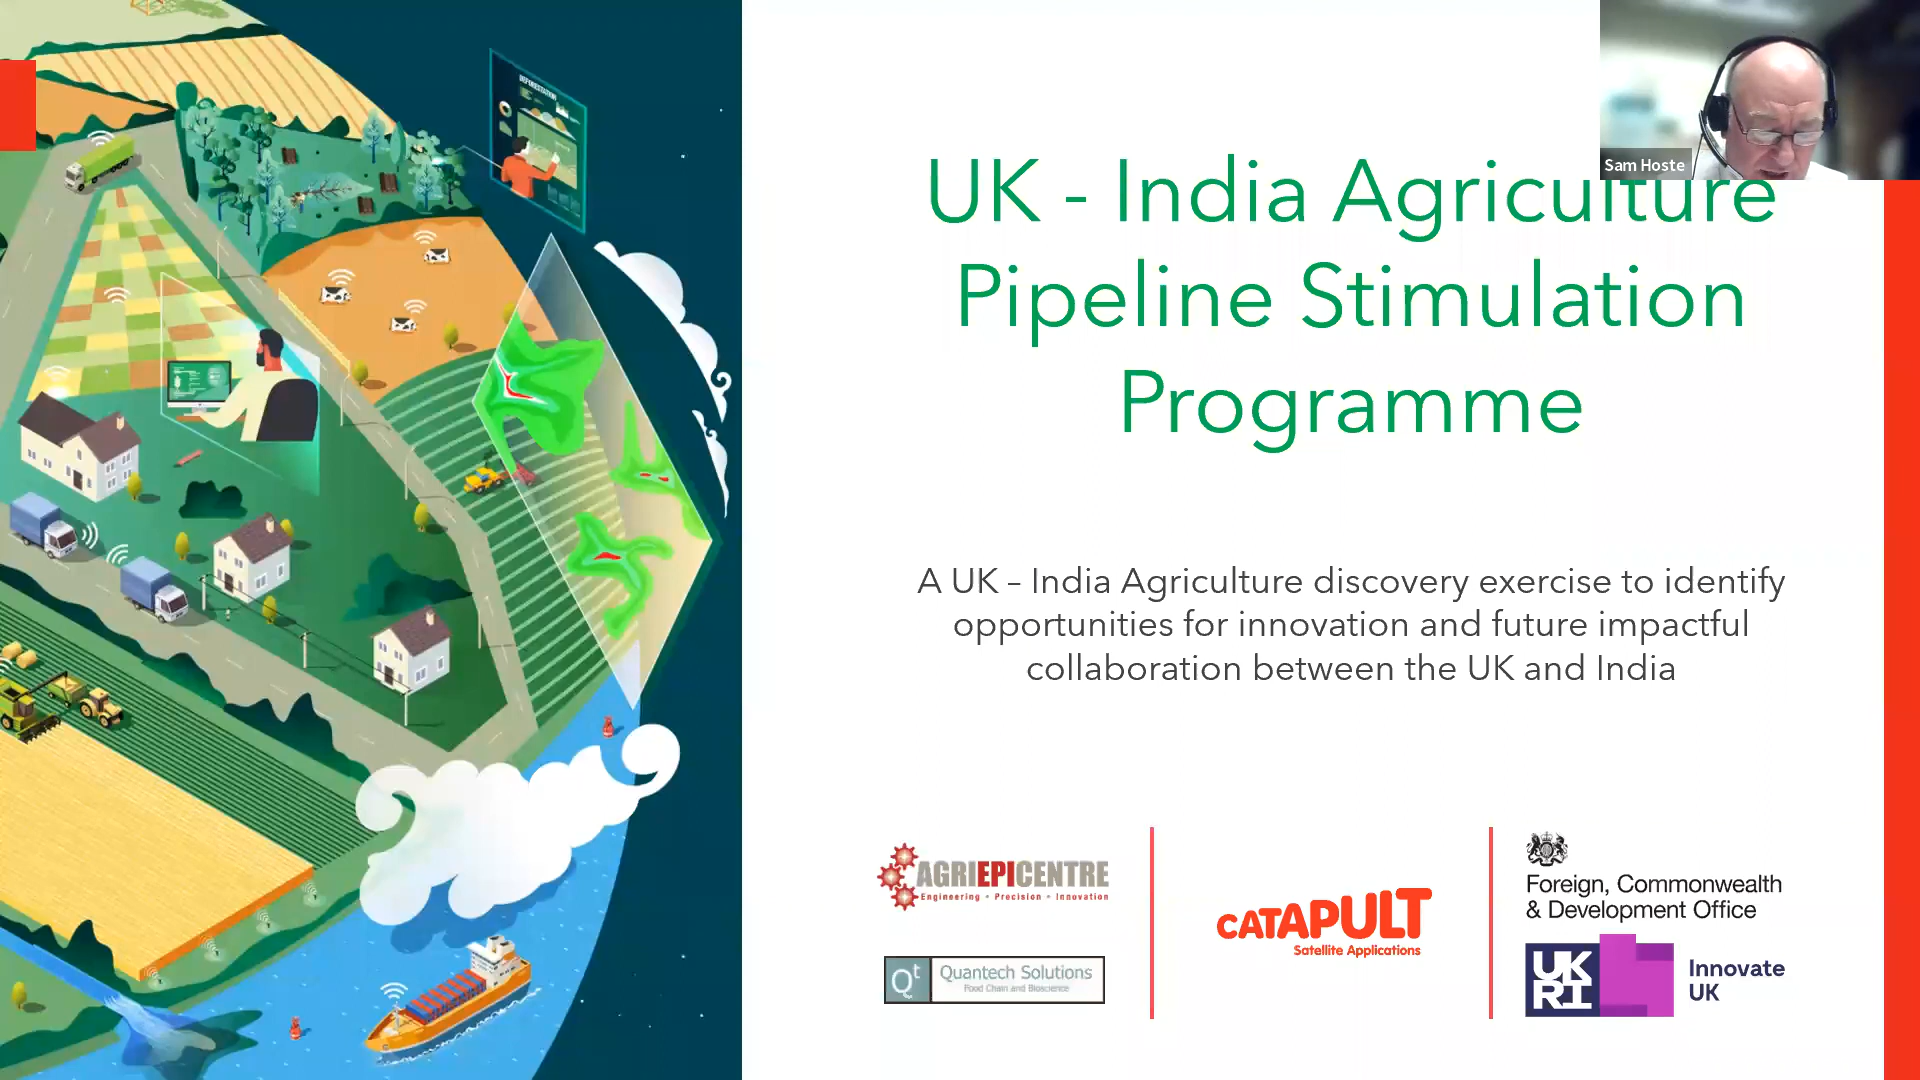 DEFORESTATION
Sam Hoste
UK - India Agriculture
Pipeline Stimulation
Programme
A UK – India Agriculture discovery exercise to identify
opportunities for innovation and future impactful
collaboration between the UK and India
AGRIEPICENTRE
Engineering • Precision • Innovation
Qt
Quantech Solutions
Food Chain and Bioscience
CATAPULT
Satellite Applications
Foreign, Commonwealth
& Development Office
UK
RI
Innovate
UK